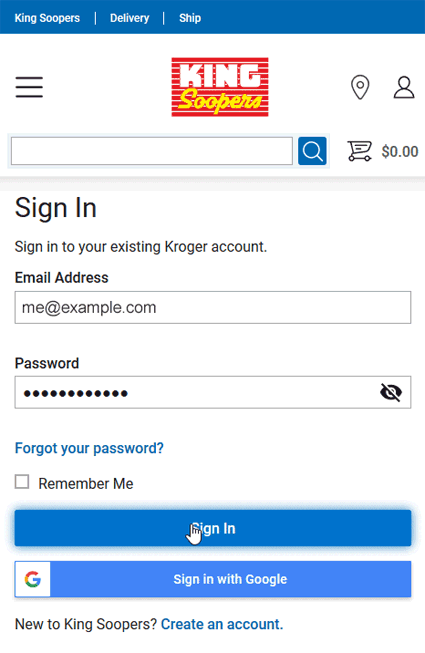 King Soopers | Delivery | Ship
KING
Soopers
$0.00
Sign In
Sign in to your existing Kroger account.
Email Address
me@example.com
Password
••••••••••••
Forgot your password?
Remember Me
Sign In
G Sign in with Google
New to King Soopers? Create an account.